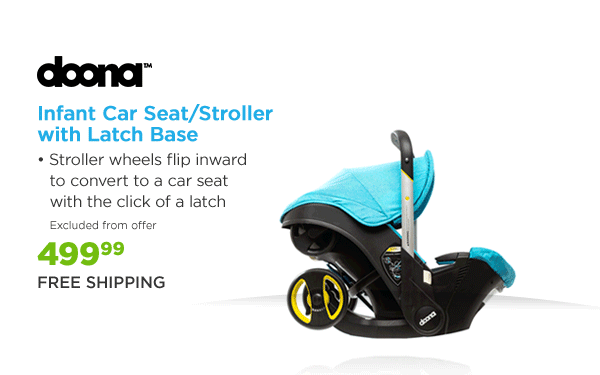 doona™
Infant Car Seat/Stroller
with Latch Base
• Stroller wheels flip inward
to convert to a car seat
with the click of a latch
Excluded from offer
499⁹⁹
FREE SHIPPING
doona